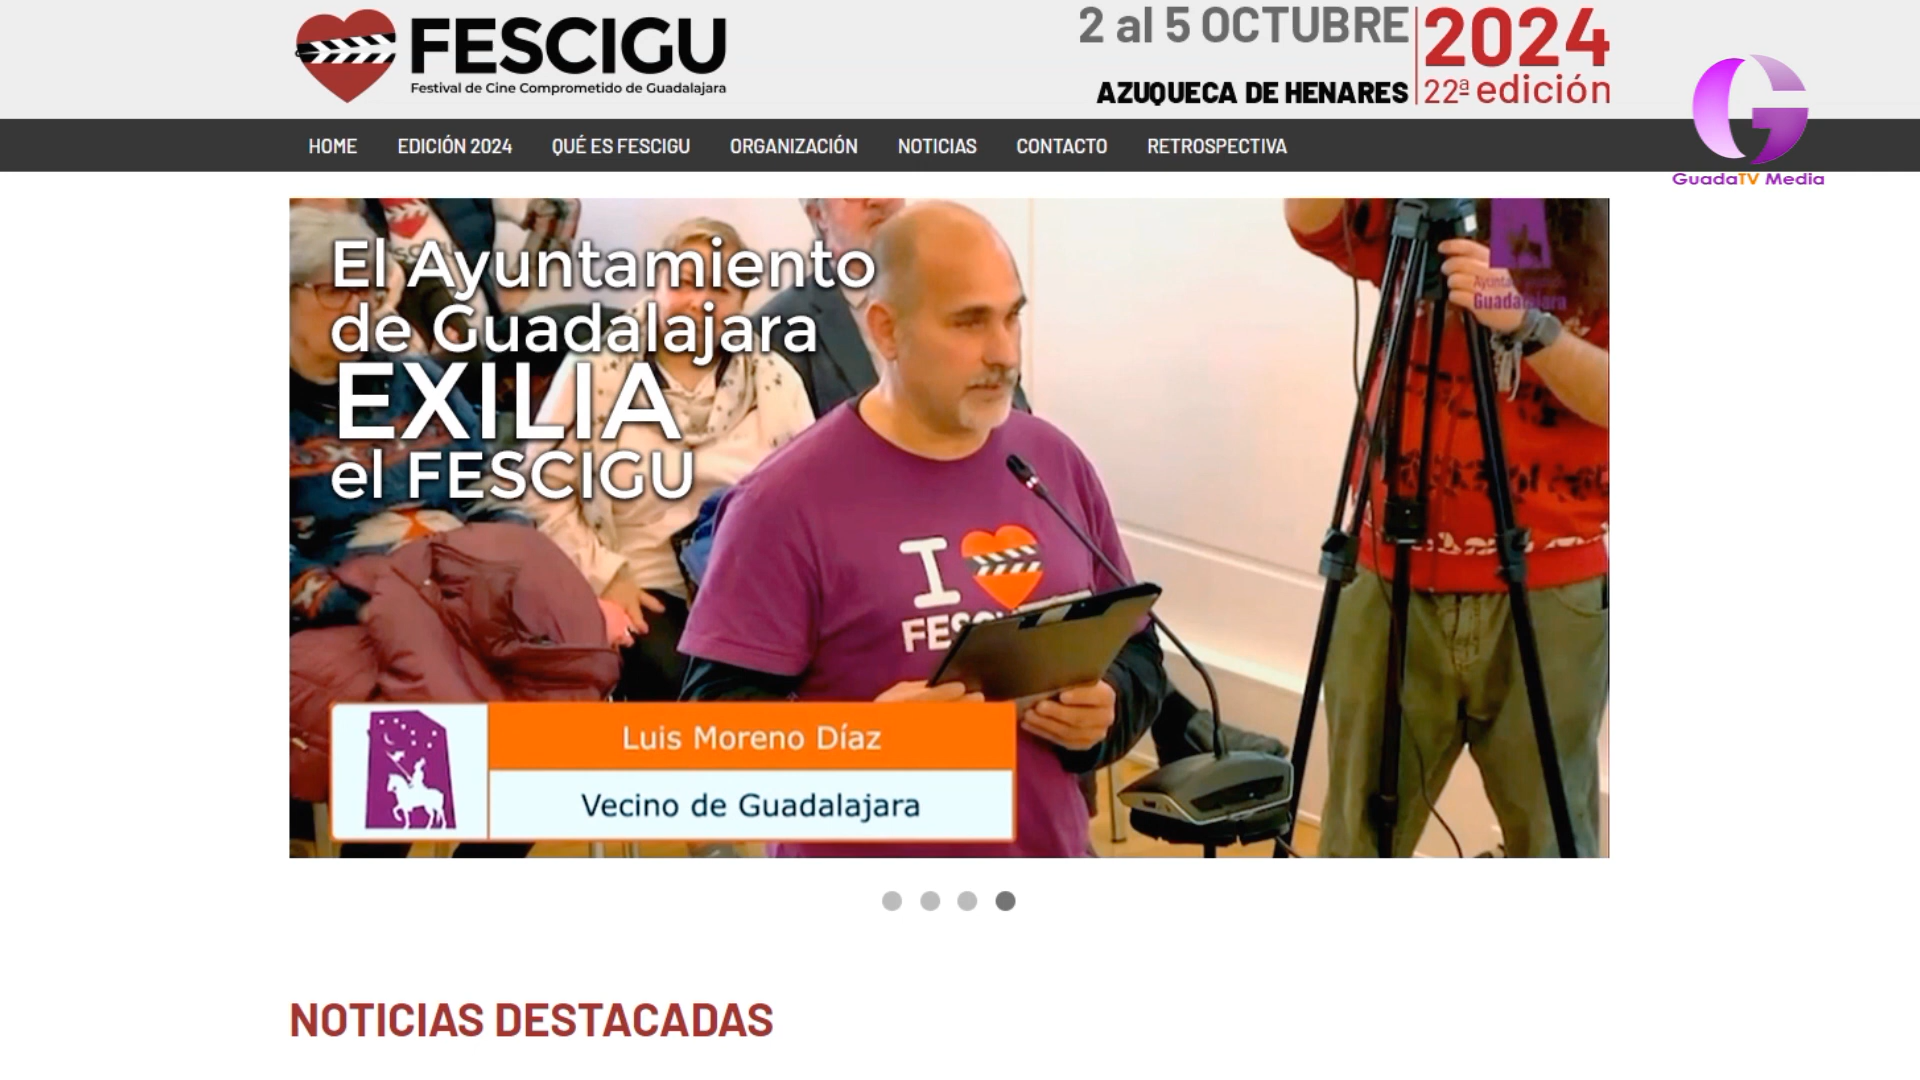 FESCIGU
Festival de Cine Comprometido de Guadalajara
2 al 5 OCTUBRE
AZUQUECA DE HENARES
2024
22ª edición
GuadaTV Media
HOME EDICIÓN 2024 QUÉ ES FESCIGU ORGANIZACIÓN NOTICIAS CONTACTO RETROSPECTIVA
El Ayuntamiento
de Guadalajara
EXILIA
el FESCIGU
Guadalajara
I
Luis Moreno Díaz
Vecino de Guadalajara
NOTICIAS DESTACADAS